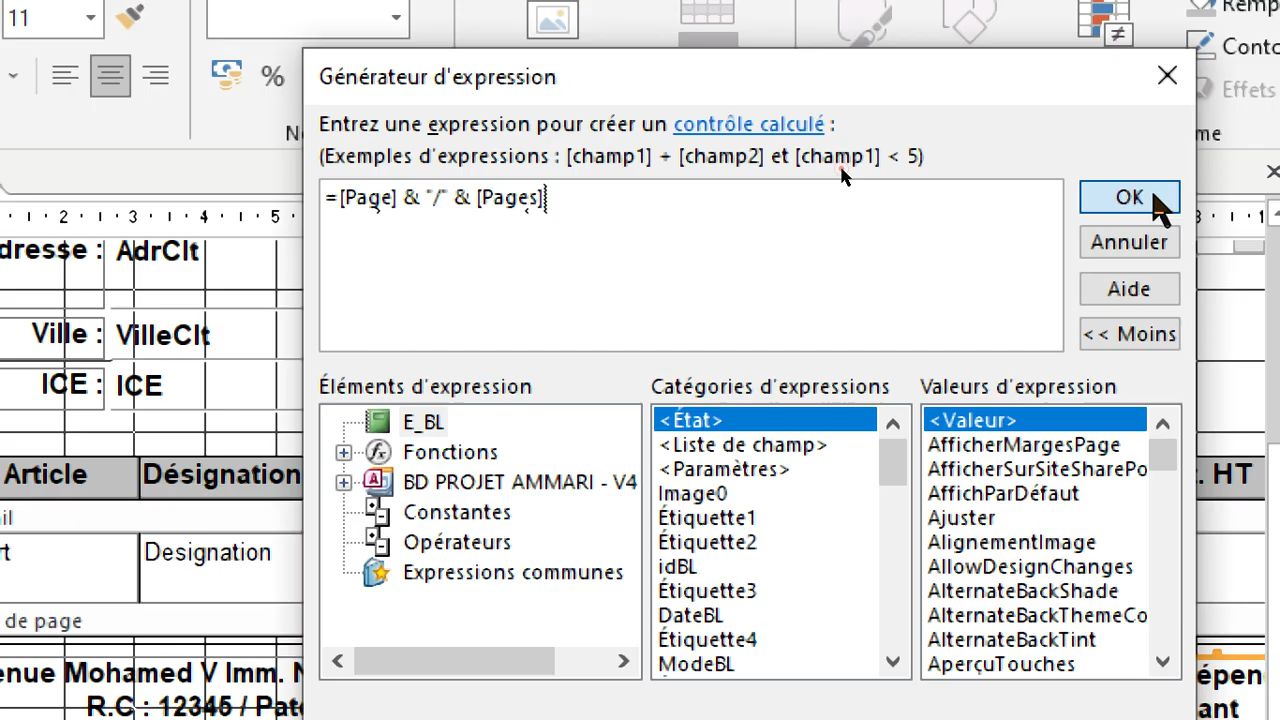 11
Remp
Conto
Effets
%
N
me
Générateur d'expression
Entrez une expression pour créer un contrôle calculé :
(Exemples d'expressions : [champ1] + [champ2] et [champ1] < 5)
=[Page] & "/" & [Pages]
OK
Annuler
Aide
<< Moins
2 3 4 5
dresse : AdrClt
Ville : VilleClt
ICE : ICE
Article Désignation
. HT
il
rt Designation
de page
enue Mohamed V Imm. N
R.C : 12345 / Pate
épen
ant
Éléments d'expression
E_BL
Fonctions
BD PROJET AMMARI - V4
Constantes
Opérateurs
Expressions communes
Catégories d'expressions
<État>
<Liste de champ>
<Paramètres>
Image0
Étiquette1
Étiquette2
idBL
Étiquette3
DateBL
Étiquette4
ModeBL
Valeurs d'expression
<Valeur>
AfficherMargesPage
AfficherSurSiteSharePo
AffichParDéfaut
Ajuster
AlignementImage
AllowDesignChanges
AlternateBackShade
AlternateBackThemeCo
AlternateBackTint
AperçuTouches